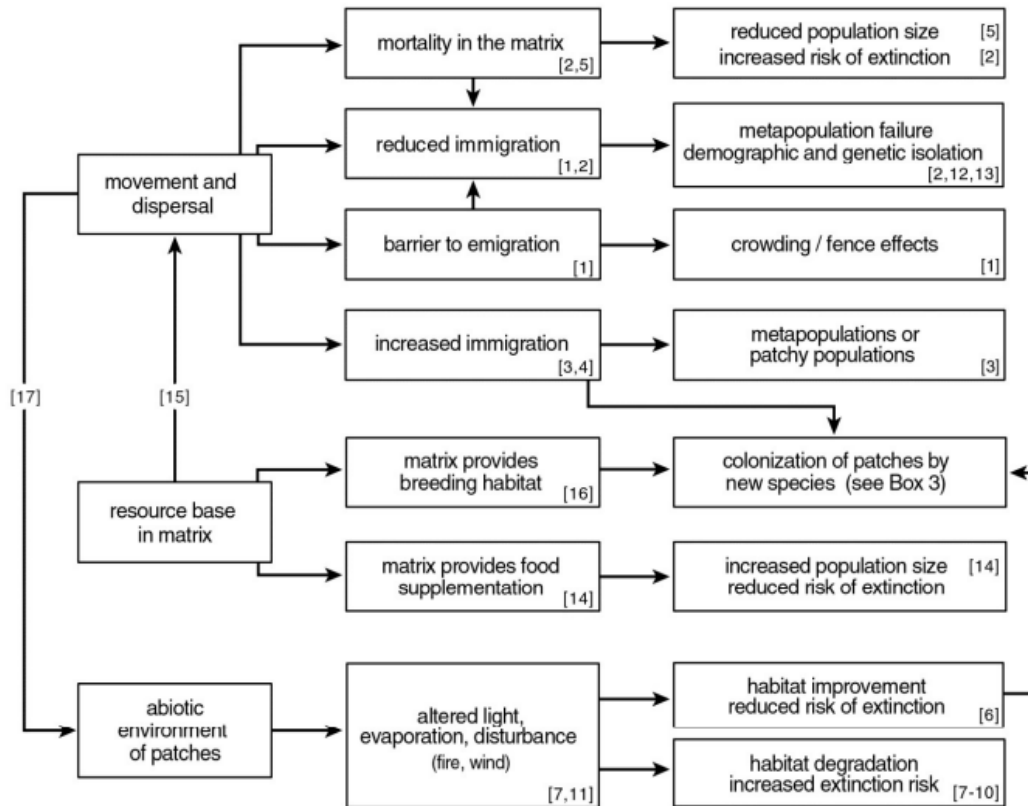 mortality in the matrix
[2,5]
reduced population size [5]
increased risk of extinction [2]
reduced immigration
[1,2]
metapopulation failure
demographic and genetic isolation
[2,12,13]
movement and
dispersal
barrier to emigration
[1]
crowding / fence effects
[1]
increased immigration
[3,4]
metapopulations or
patchy populations
[3]
[17]
[15]
matrix provides
breeding habitat
[16]
colonization of patches by
new species (see Box 3)
resource base
in matrix
matrix provides food
supplementation
[14]
increased population size [14]
reduced risk of extinction
abiotic
environment
of patches
altered light,
evaporation, disturbance
(fire, wind)
[7,11]
habitat improvement
reduced risk of extinction
[6]
habitat degradation
increased extinction risk
[7-10]